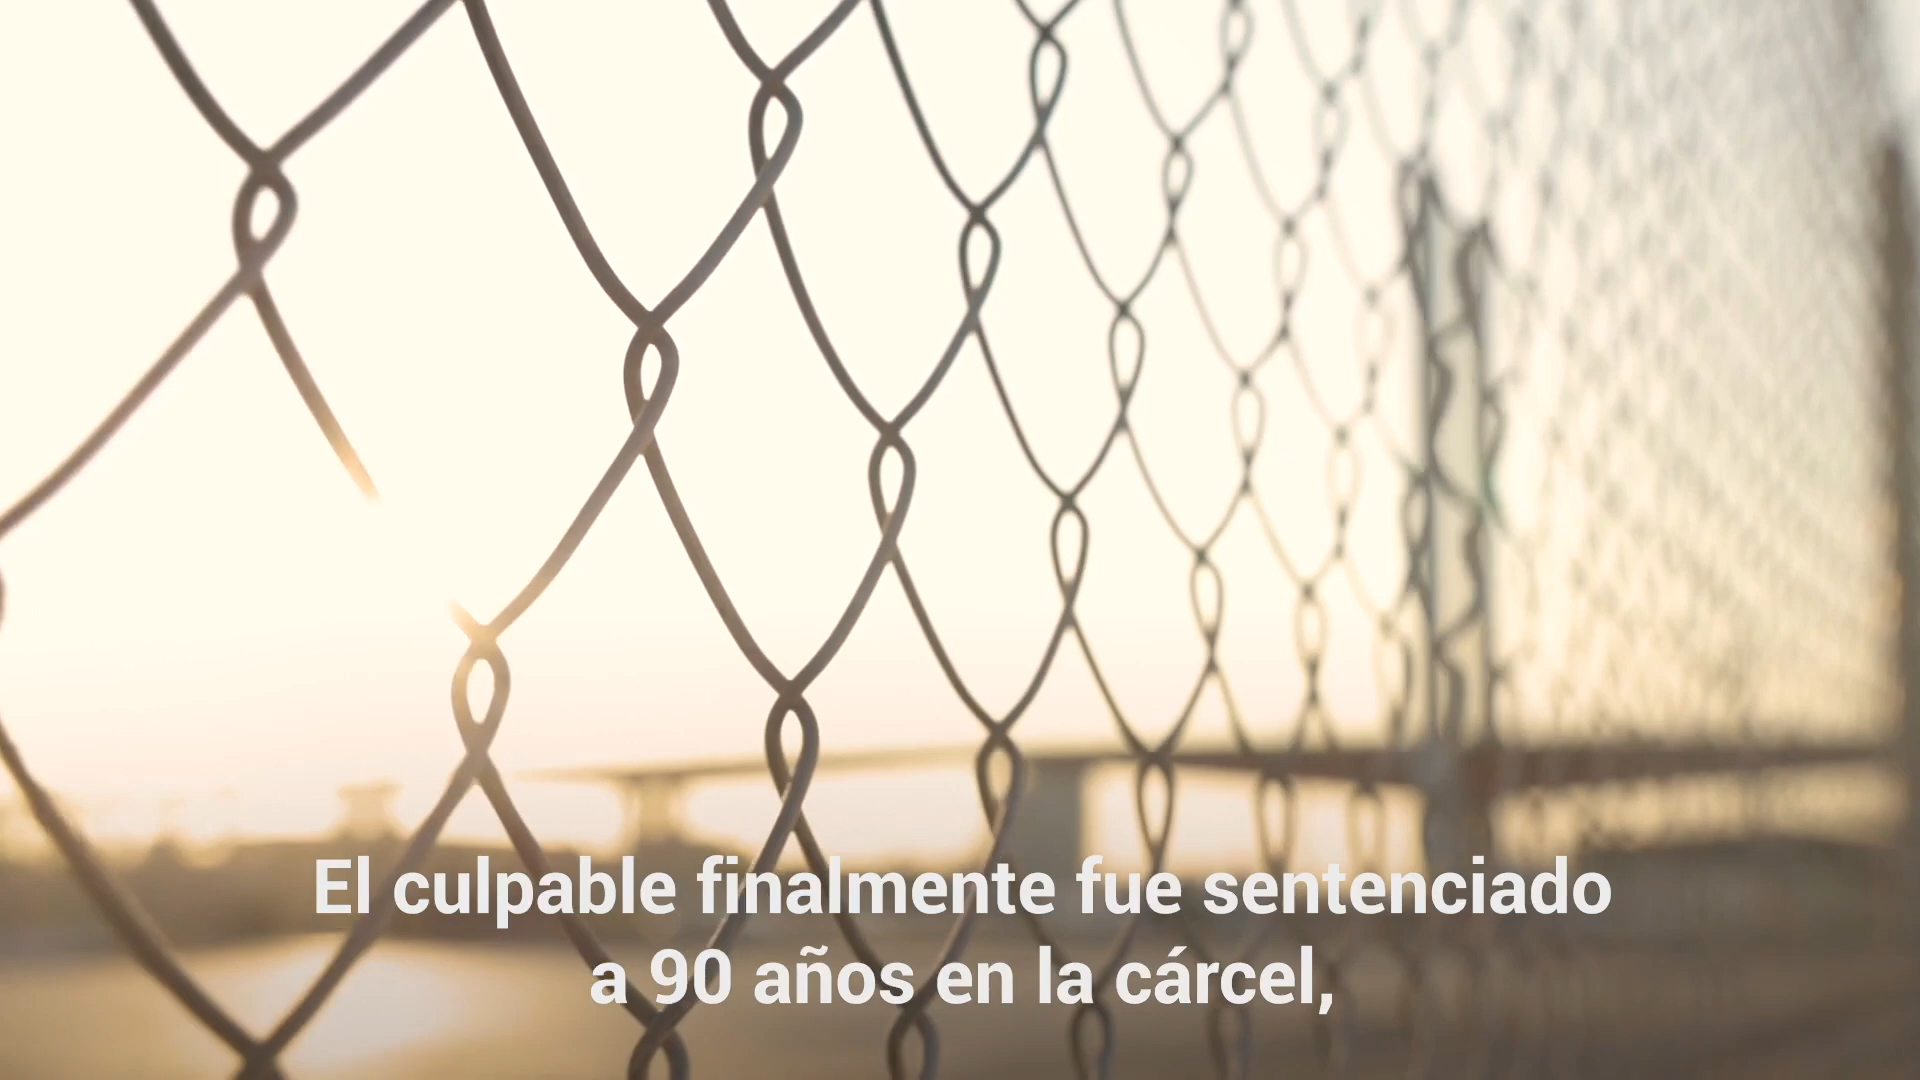 El culpable finalmente fue sentenciado
a 90 años en la cárcel,